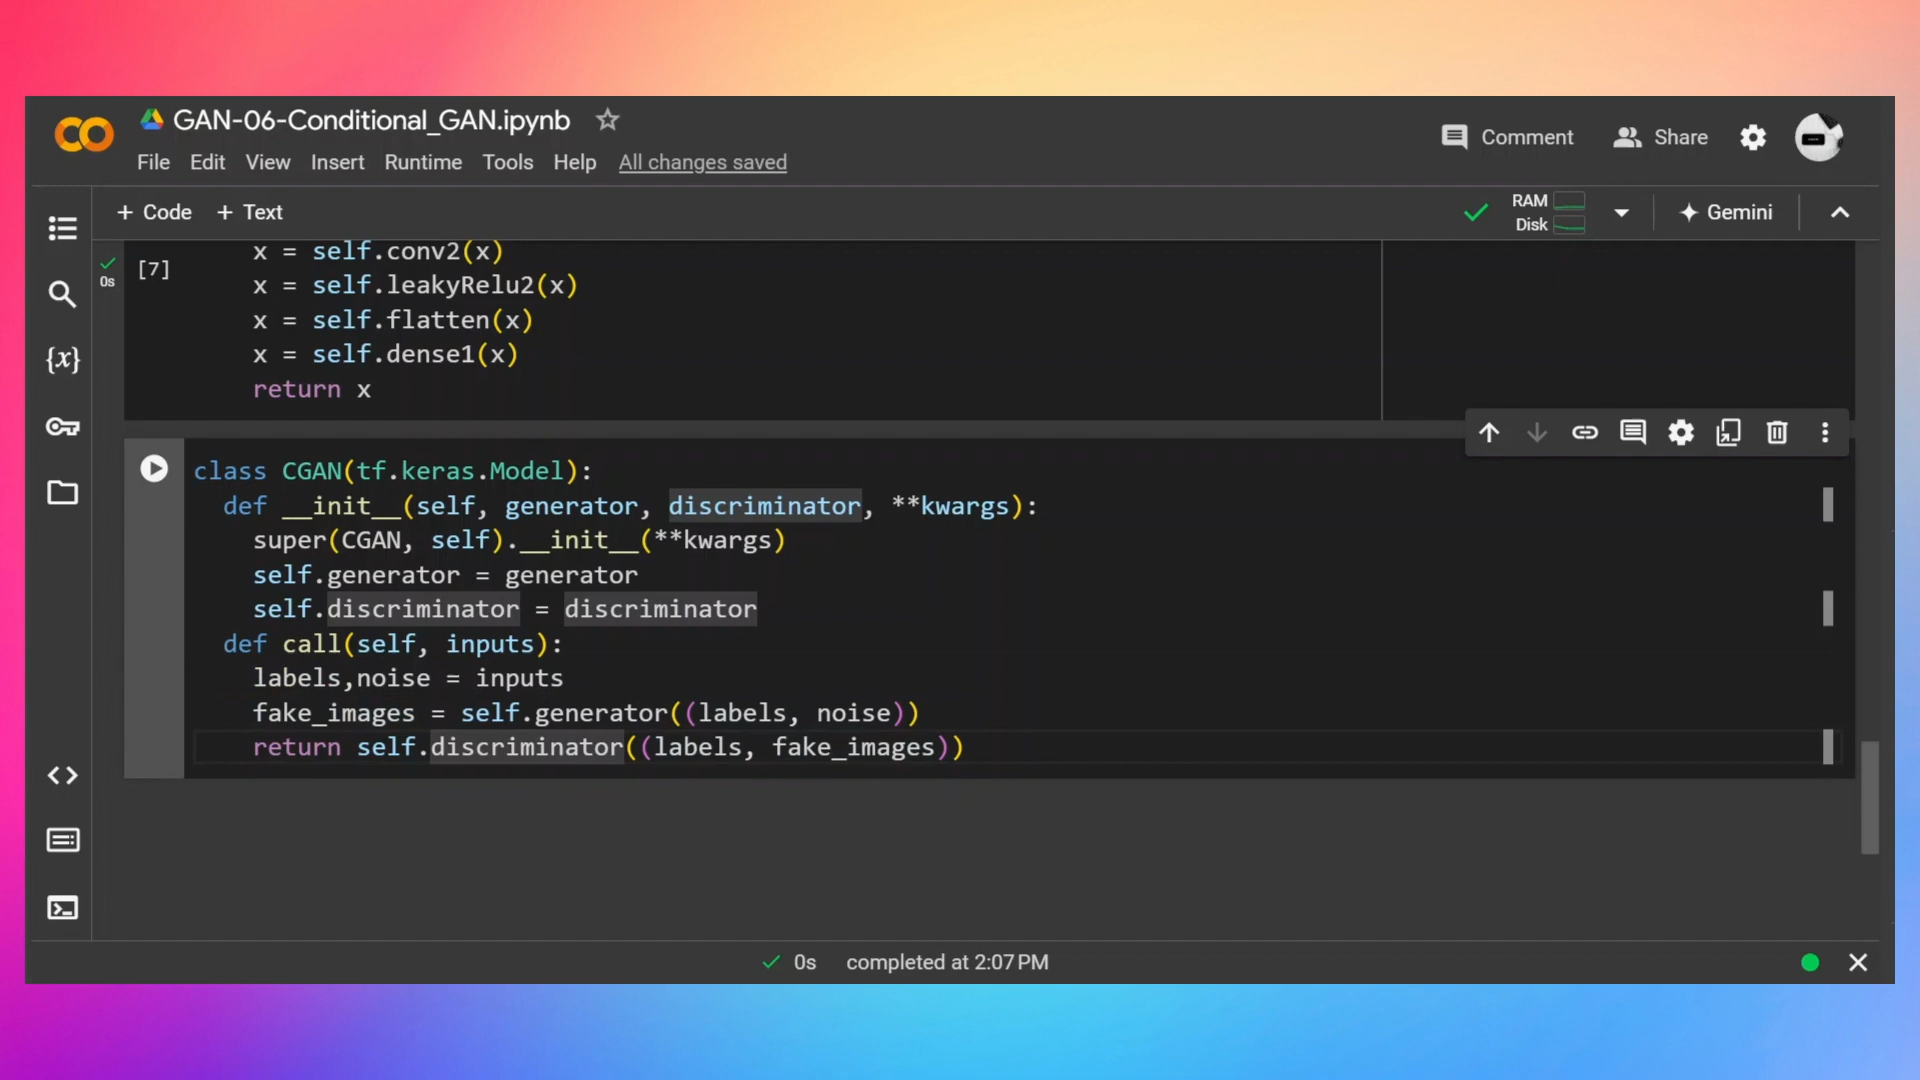 GAN-06-Conditional_GAN.ipynb
File Edit View Insert Runtime Tools Help All changes saved
Comment Share
+ Code + Text
RAM
Disk
Gemini
0s
[7]
x = self.conv2(x)
x = self.leakyRelu2(x)
x = self.flatten(x)
x = self.dense1(x)
return x
class CGAN(tf.keras.Model):
def __init__(self, generator, discriminator, **kwargs):
super(CGAN, self).__init__(**kwargs)
self.generator = generator
self.discriminator = discriminator
def call(self, inputs):
labels,noise = inputs
fake_images = self.generator((labels, noise))
return self.discriminator((labels, fake_images))
0s completed at 2:07 PM